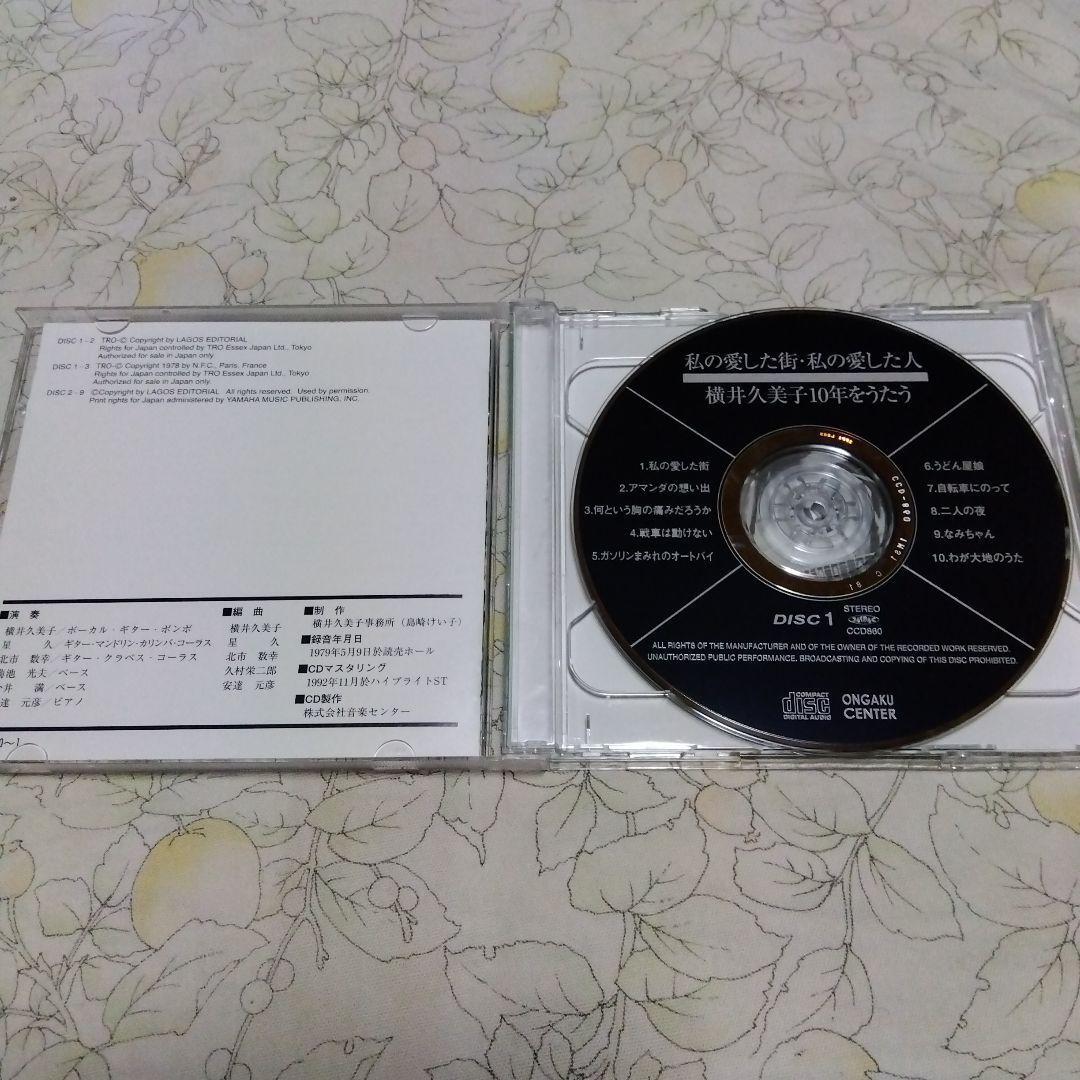 DISC 1 - 2 TRO-© Copyright by LAGOS EDITORIAL
Rights for Japan controlled by TRO Essex Japan Ltd., Tokyo
Authorized for sale in Japan only
DISC 1 - 3 TRO-© Copyright 1978 by N.F.C., Paris. France
Rights for Japan controlled by TRO Essex Japan Ltd., Tokyo
Authorized for sale in Japan only.
DISC 2 - 9 ©Copyright by LAGOS EDITORIAL All rights reserved. Used by permission.
Print rights for Japan administered by YAMAHA MUSIC PUBLISHING, INC.
■演奏
横井久美子/ボーカル・ギター・ボンボ
星 久/ギター・マンドリン・カリンバ・コーラス
北市 数幸/ギター・クラベス・コーラス
菊池 光夫/ベース
井 満/ベース
達 元彦/ピアノ
■編曲
横井久美子
星 久
北市 数幸
久村栄二郎
安達 元彦
■制作
横井久美子事務所(島崎けい子)
■録音年月日
1979年5月9日於読売ホール
■CDマスタリング
1992年11月於ハイブライトST
■CD製作
株式会社音楽センター
私の愛した街・私の愛した人
横井久美子10年をうたう
1.私の愛した街
2.アマンダの想い出
3.何という胸の痛みだろうか
4.戦車は動けない
5.ガソリンまみれのオートバイ
6.うどん屋娘
7.自転車にのって
8.二人の夜
9.なみちゃん
10.わが大地のうた
CCD-860
DISC 1
STEREO
CCD860
ALL RIGHTS OF THE MANUFACTURER AND OF THE OWNER OF THE RECORDED WORK RESERVED.
UNAUTHORIZED PUBLIC PERFORMANCE. BROADCASTING AND COPYING OF THIS DISC PROHIBITED.
COMPACT
disc
DIGITAL AUDIO
ONGAKU
CENTER